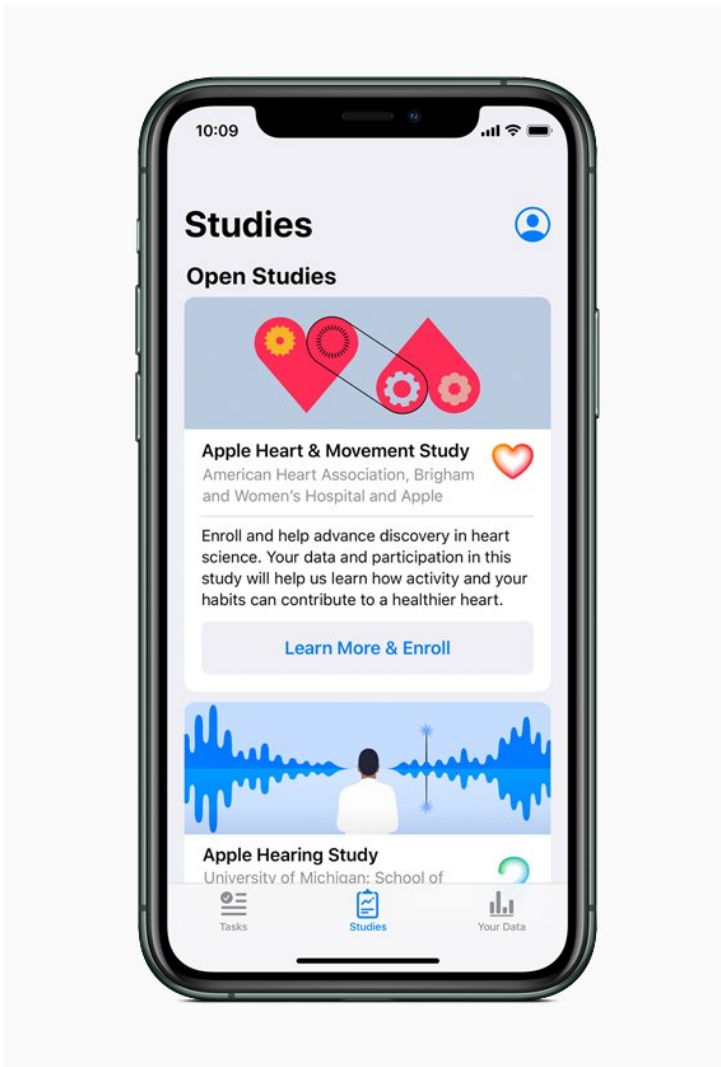 10:09
Studies
Open Studies
Apple Heart & Movement Study
American Heart Association, Brigham
and Women's Hospital and Apple
Enroll and help advance discovery in heart
science. Your data and participation in this
study will help us learn how activity and your
habits can contribute to a healthier heart.
Learn More & Enroll
Apple Hearing Study
University of Michigan: School of
Tasks
Studies
Your Data